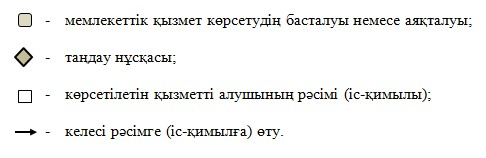 - мемлекеттік қызмет көрсетудің басталуы немесе аяқталуы;
- таңдау нұсқасы;
- көрсетілетін қызметті алушының рәсімі (іс-қимылы);
- келесі рәсімге (іс-қимылға) өту.